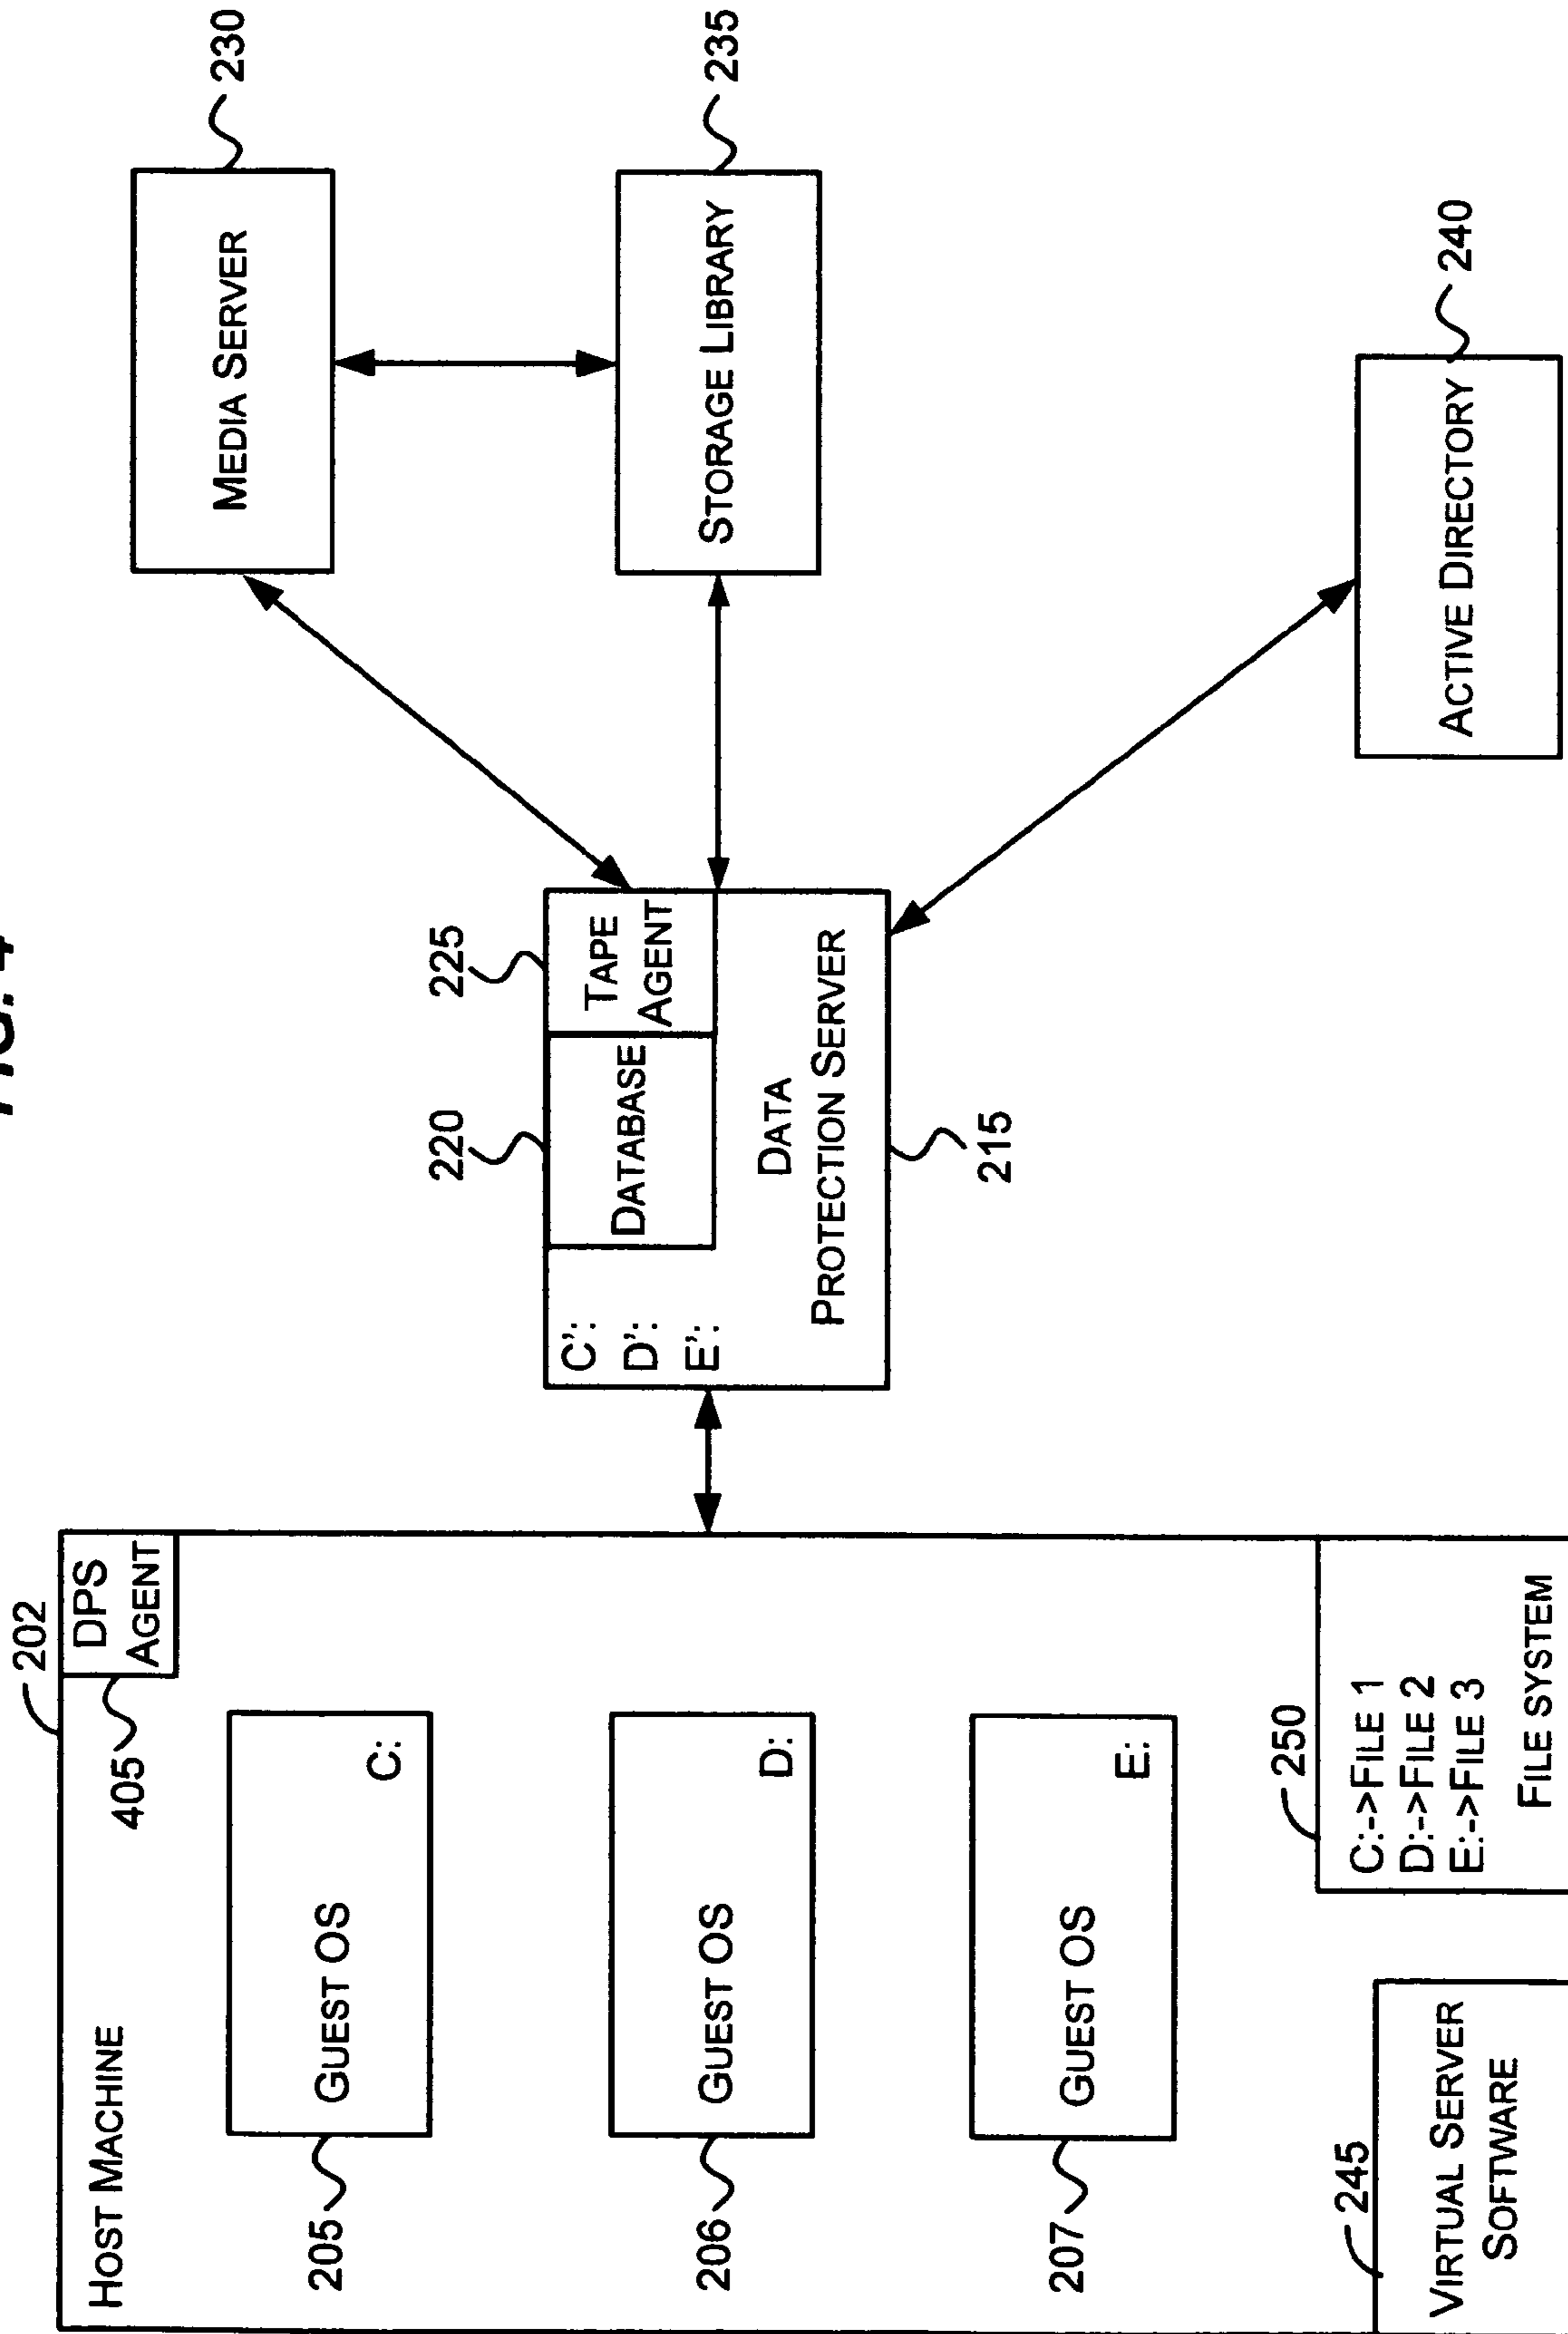 FIG. 4
HOST MACHINE
202
DPS
AGENT
405
205
GUEST OS
C:
206
GUEST OS
D:
207
GUEST OS
E:
245
VIRTUAL SERVER
SOFTWARE
250
C:->FILE 1
D:->FILE 2
E:->FILE 3
FILE SYSTEM
C':
D':
E':
220
DATABASE
225
TAPE
AGENT
DATA
PROTECTION SERVER
215
MEDIA SERVER
230
STORAGE LIBRARY
235
ACTIVE DIRECTORY
240